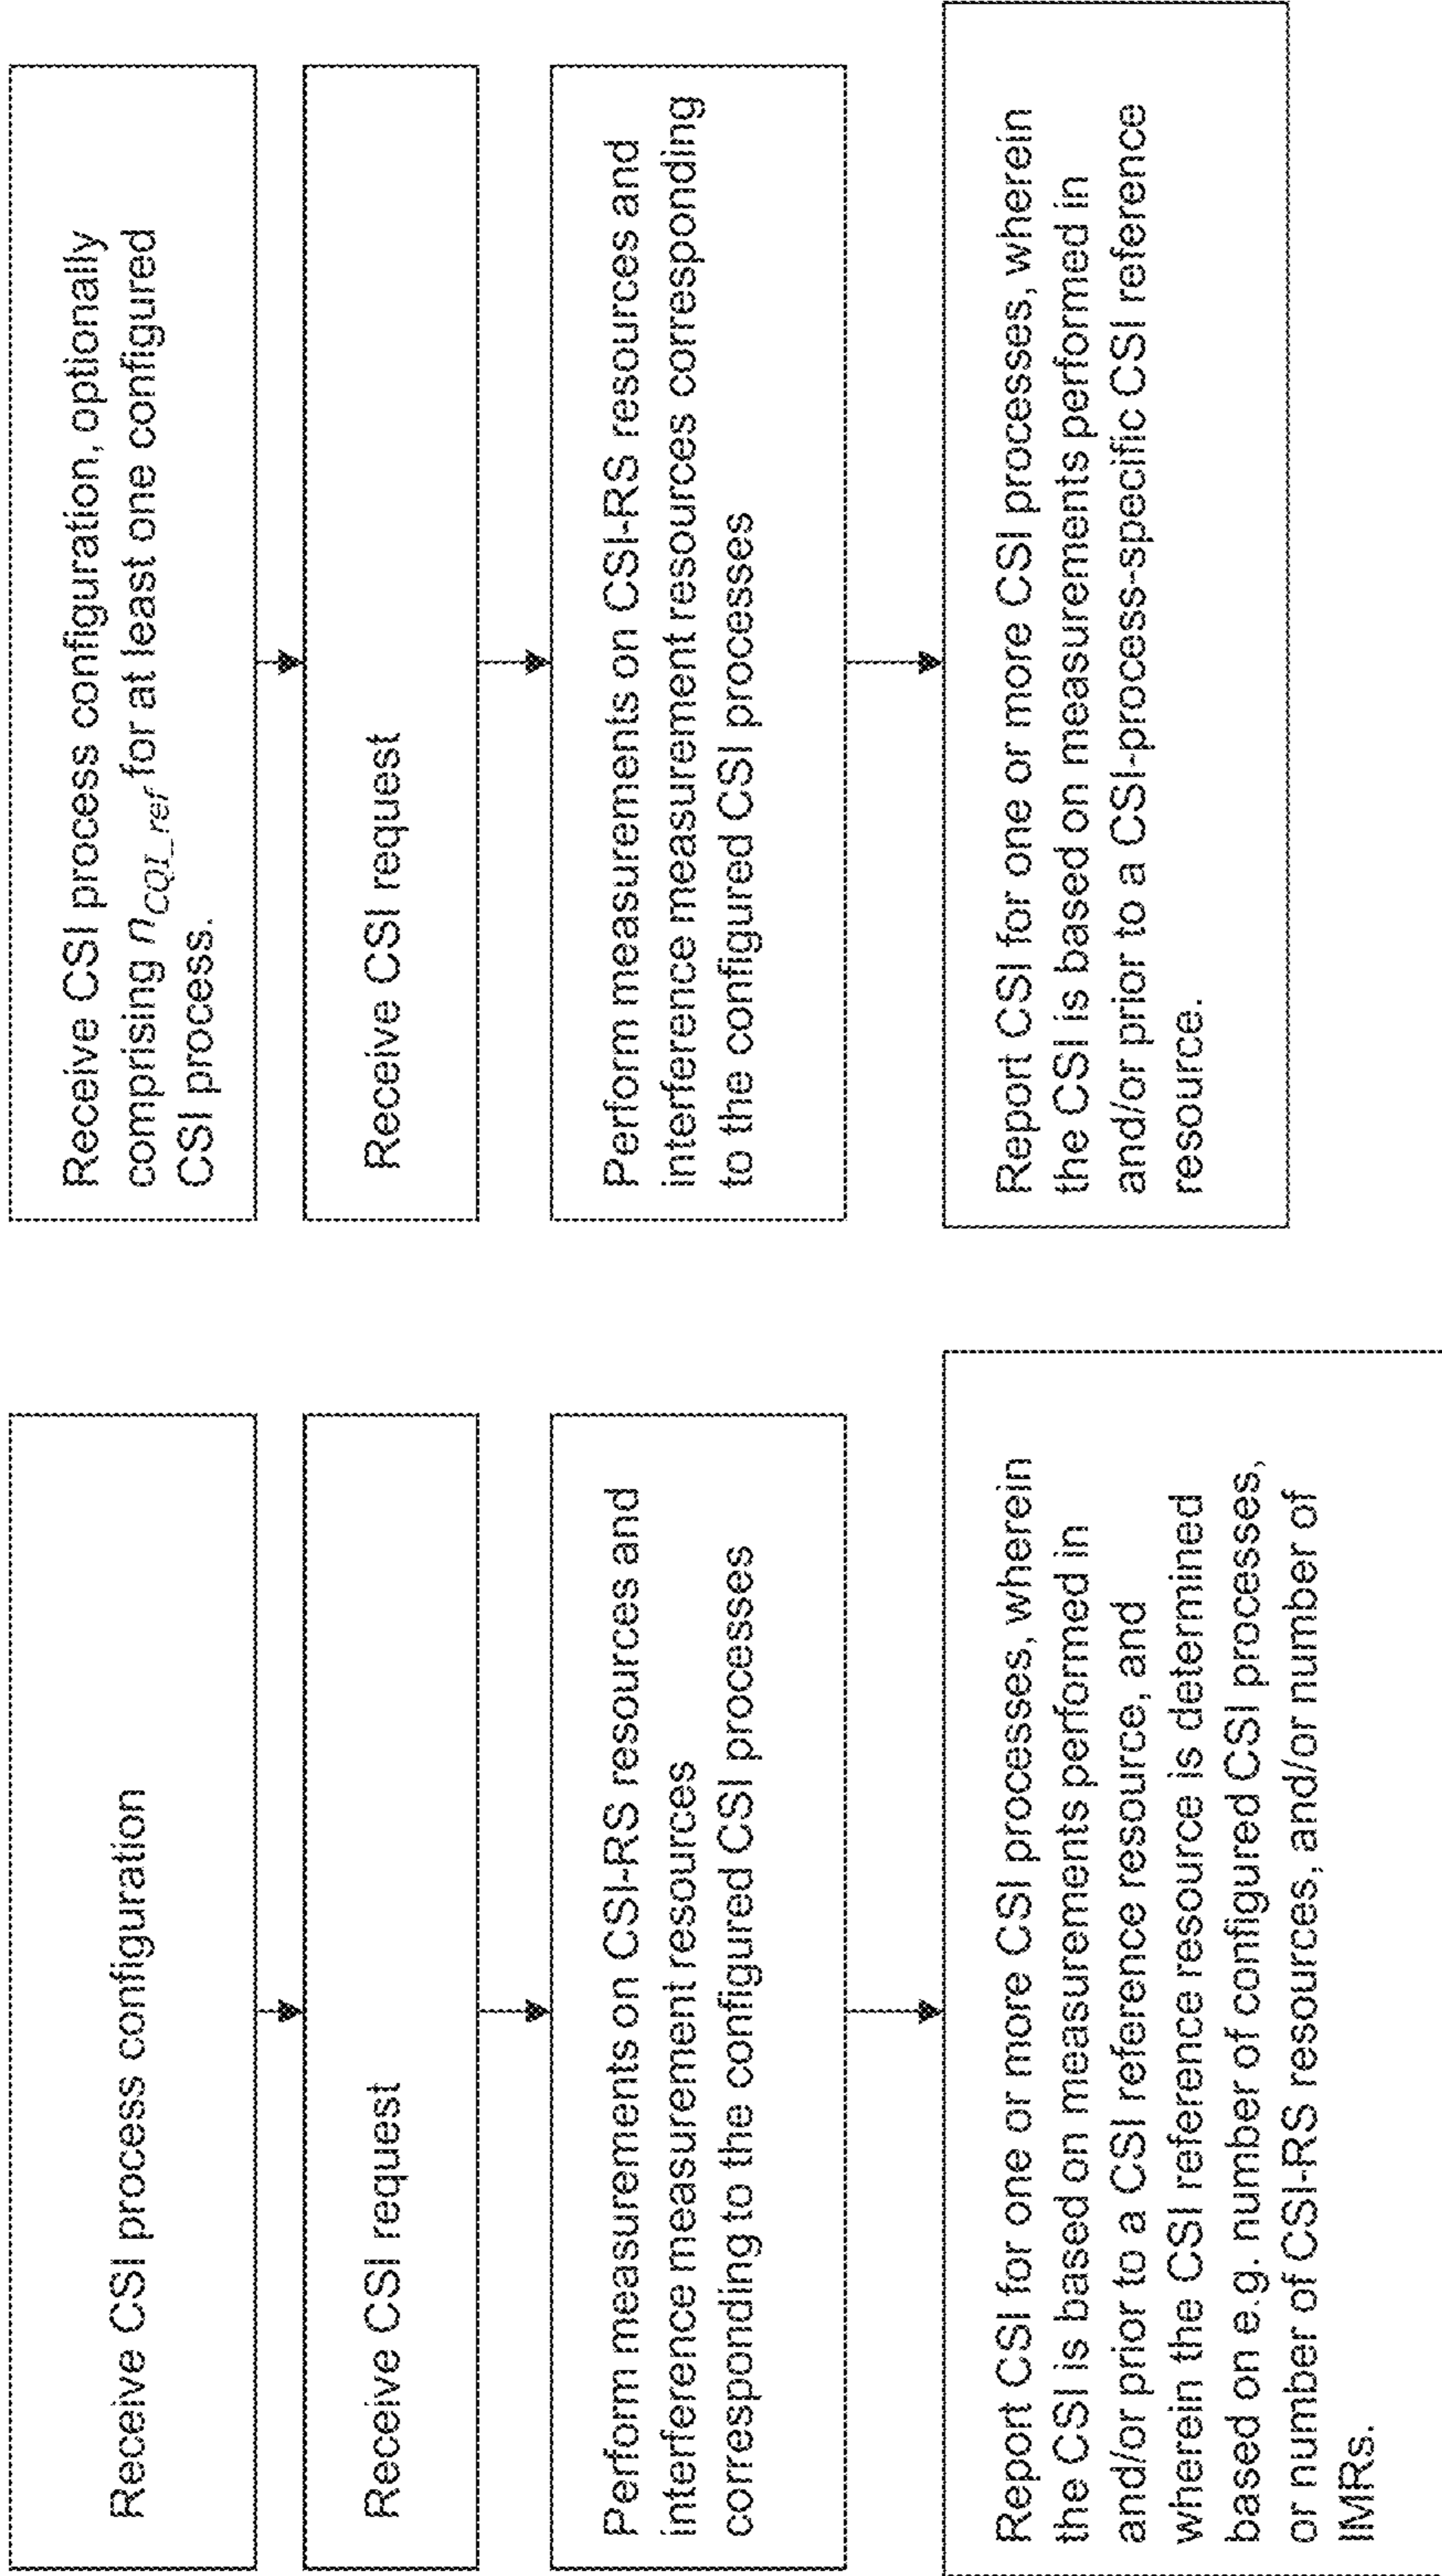 Receive CSI process configuration
Receive CSI request
Perform measurements on CSI-RS resources and
interference measurement resources
corresponding to the configured CSI processes
Report CSI for one or more CSI processes, wherein
the CSI is based on measurements performed in
and/or prior to a CSI reference resource, and
wherein the CSI reference resource is determined
based on e.g. number of configured CSI processes,
or number of CSI-RS resources, and/or number of
IMRs.
Receive CSI process configuration, optionally
comprising n_CQI_ref for at least one configured
CSI process.
Receive CSI request
Perform measurements on CSI-RS resources and
interference measurement resources corresponding
to the configured CSI processes
Report CSI for one or more CSI processes, wherein
the CSI is based on measurements performed in
and/or prior to a CSI-process-specific CSI reference
resource.